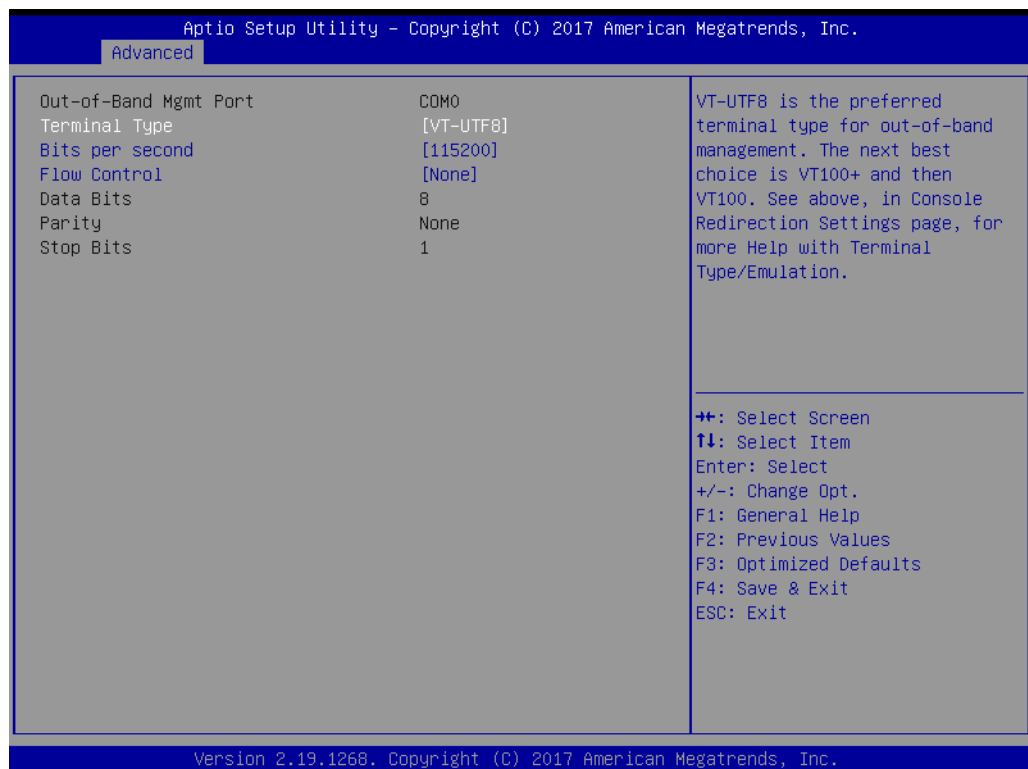 Aptio Setup Utility – Copyright (C) 2017 American Megatrends, Inc.
Advanced
Out-of-Band Mgmt Port COM0
Terminal Type [VT-UTF8]
Bits per second [115200]
Flow Control [None]
Data Bits 8
Parity None
Stop Bits 1
VT-UTF8 is the preferred
terminal type for out-of-band
management. The next best
choice is VT100+ and then
VT100. See above, in Console
Redirection Settings page, for
more Help with Terminal
Type/Emulation.
→←: Select Screen
↑↓: Select Item
Enter: Select
+/-: Change Opt.
F1: General Help
F2: Previous Values
F3: Optimized Defaults
F4: Save & Exit
ESC: Exit
Version 2.19.1268. Copyright (C) 2017 American Megatrends, Inc.